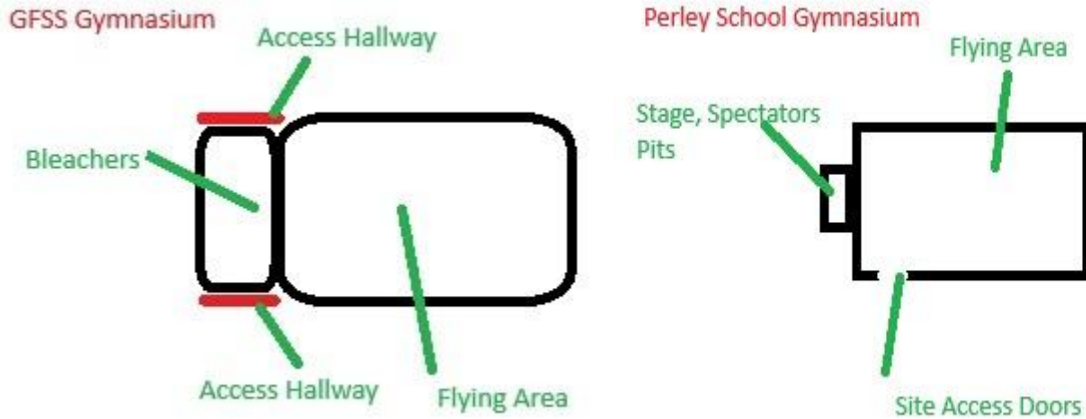 GFSS Gymnasium
Access Hallway
Bleachers
Access Hallway
Flying Area
Perley School Gymnasium
Flying Area
Stage, Spectators
Pits
Site Access Doors